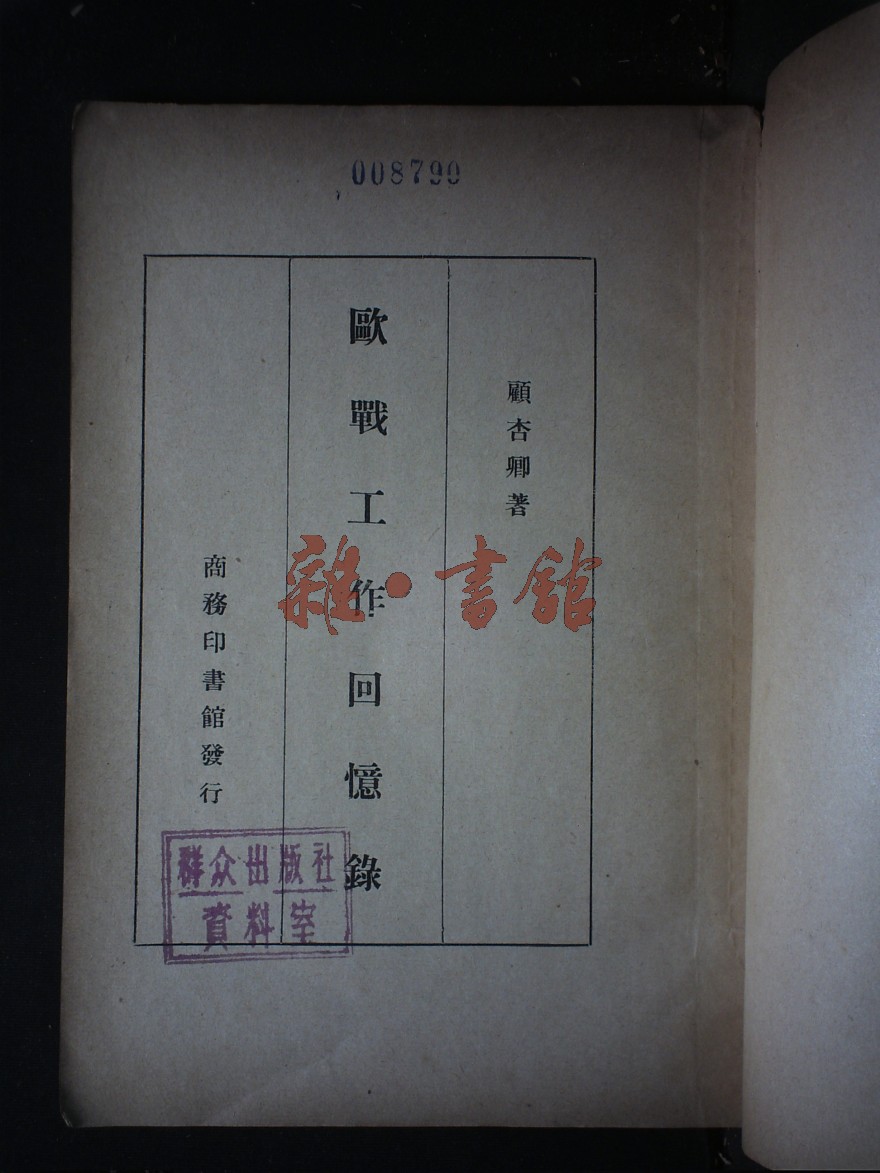 008790
顧杏卿著
歐戰工作回憶錄
商務印書館發行
雜·書館
群众出版社
資料室